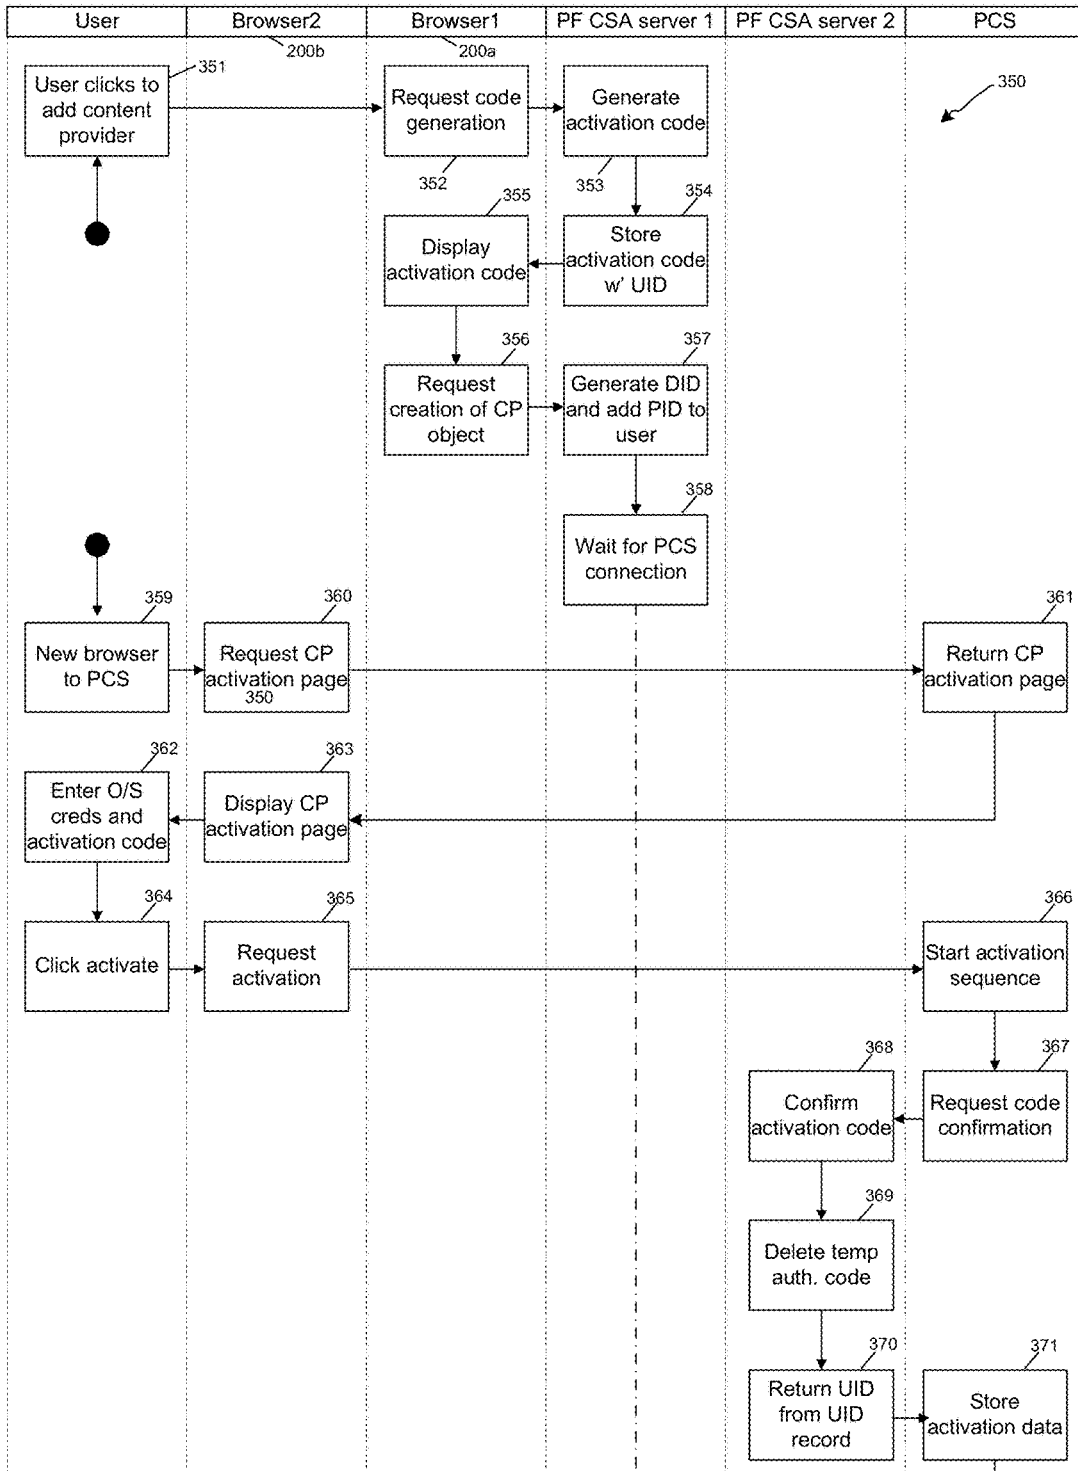 User
Browser2
Browser1
PF CSA server 1
PF CSA server 2
PCS
200b
200a
351
350
User clicks to
add content
provider
Request code
generation
Generate
activation code
352
353
355
354
Display
activation code
Store
activation code
w' UID
356
357
Request
creation of CP
object
Generate DID
and add PID to
user
358
Wait for PCS
connection
359
360
361
New browser
to PCS
Request CP
activation page
350
Return CP
activation page
362
363
Enter O/S
creds and
activation code
Display CP
activation page
364
365
366
Click activate
Request
activation
Start activation
sequence
368
367
Confirm
activation code
Request code
confirmation
369
Delete temp
auth. code
370
371
Return UID
from UID
record
Store
activation data